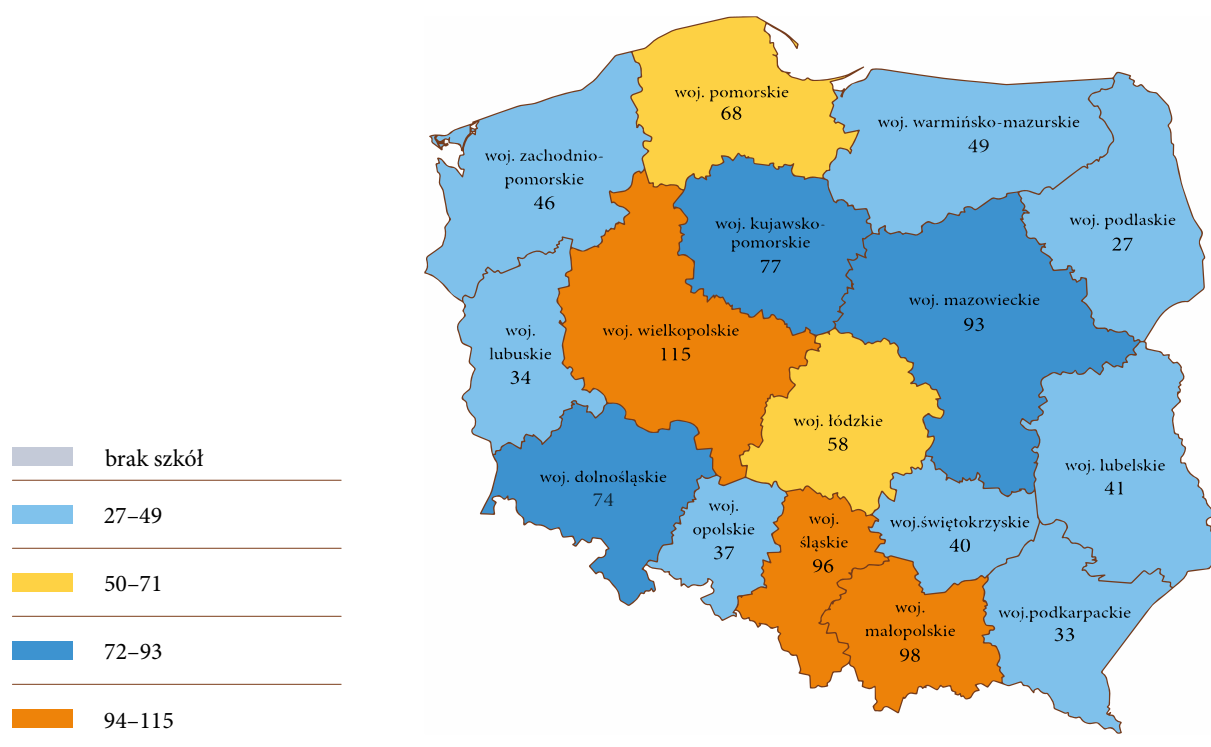 woj. pomorskie
68
woj. warmińsko-mazurskie
49
woj. zachodnio-
pomorskie
46
woj. podlaskie
27
woj. kujawsko-
pomorskie
77
woj. mazowieckie
93
woj. wielkopolskie
115
woj.
lubuskie
34
woj. łódzkie
58
woj. lubelskie
41
woj. dolnośląskie
74
woj.
opolskie
37
woj.
śląskie
96
woj.świętokrzyskie
40
woj.
małopolskie
98
woj.podkarpackie
33
brak szkół
27–49
50–71
72–93
94–115